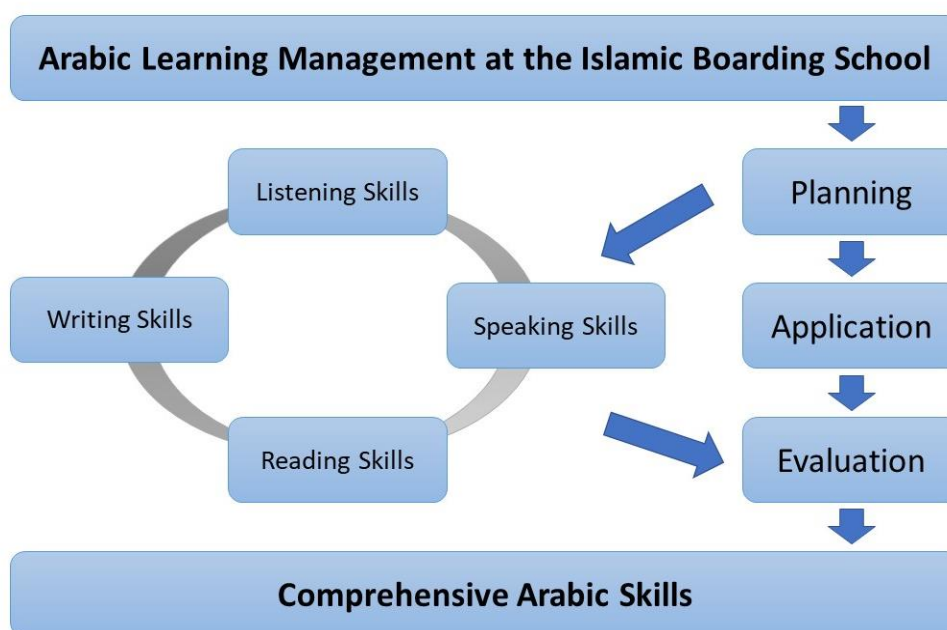 Arabic Learning Management at the Islamic Boarding School
Listening Skills
Planning
Writing Skills
Speaking Skills
Application
Reading Skills
Evaluation
Comprehensive Arabic Skills